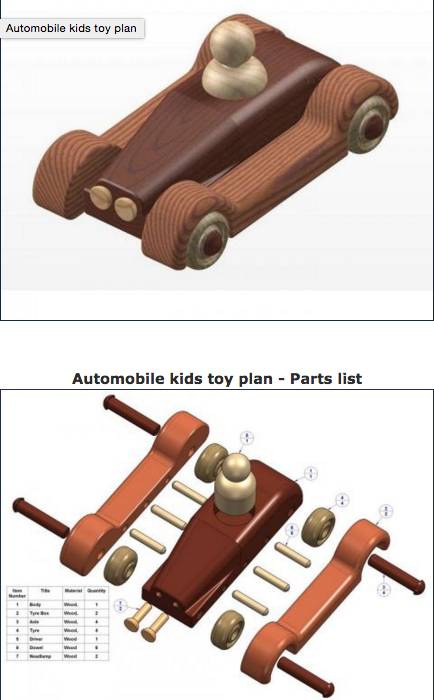 Automobile kids toy plan
Automobile kids toy plan - Parts list
Item Number Title Material Quantity
1 Body Wood, 1
2 Tyre Box Wood, 2
3 Axle Wood, 4
4 Tyre Wood, 4
5 Driver Wood 1
6 Dowel Wood 6
7 Headlamp Wood 2